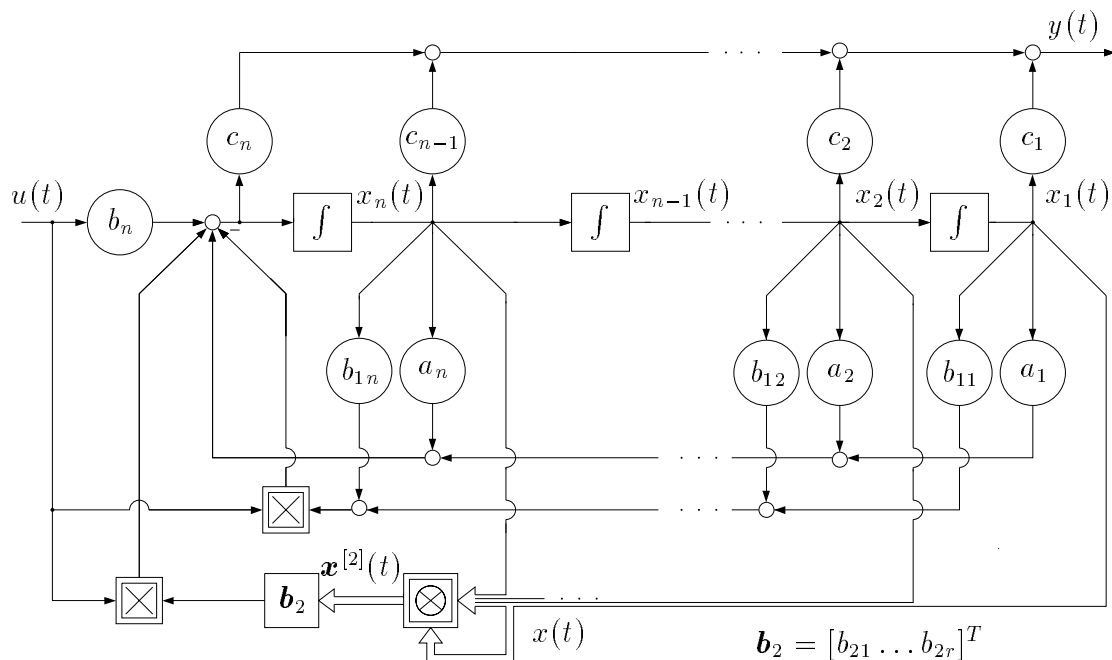 y(t)
· · ·
c_n c_{n−1} c_2 c_1
u(t) x_n(t) x_{n−1}(t) x_2(t) x_1(t)
b_n − ∫ ∫ · · · ∫
b_{1n} a_n b_{12} a_2 b_{11} a_1
· · ·
· · ·
x^{[2]}(t)
b_2 · · ·
x(t) b_2 = [b_{21} … b_{2r}]^T